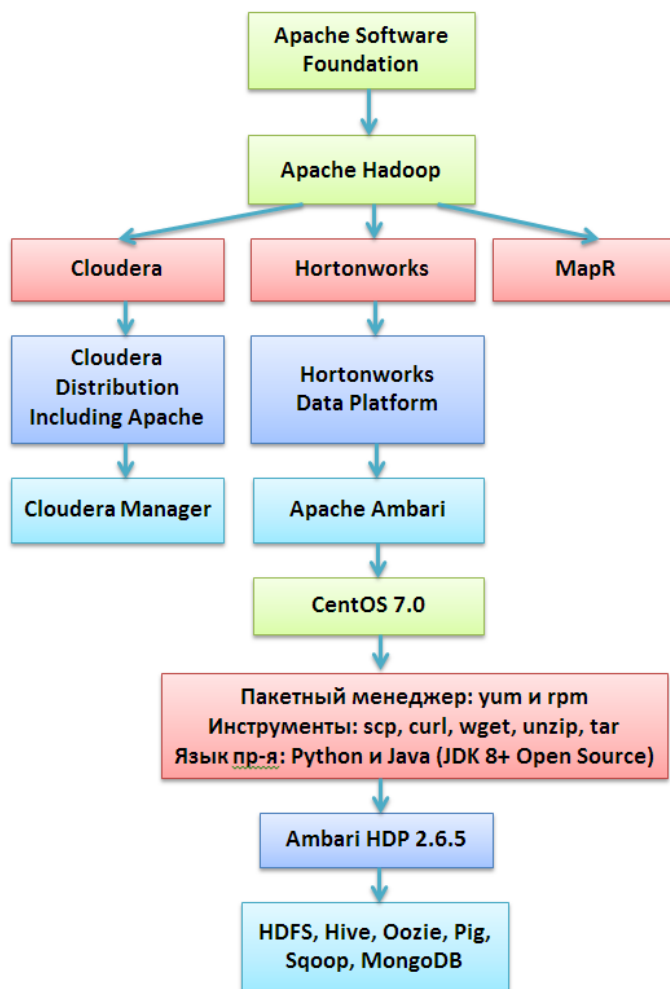 Apache Software
Foundation
Apache Hadoop
Cloudera
Hortonworks
MapR
Cloudera
Distribution
Including Apache
Hortonworks
Data Platform
Cloudera Manager
Apache Ambari
CentOS 7.0
Пакетный менеджер: yum и rpm
Инструменты: scp, curl, wget, unzip, tar
Язык пр-я: Python и Java (JDK 8+ Open Source)
Ambari HDP 2.6.5
HDFS, Hive, Oozie, Pig,
Sqoop, MongoDB